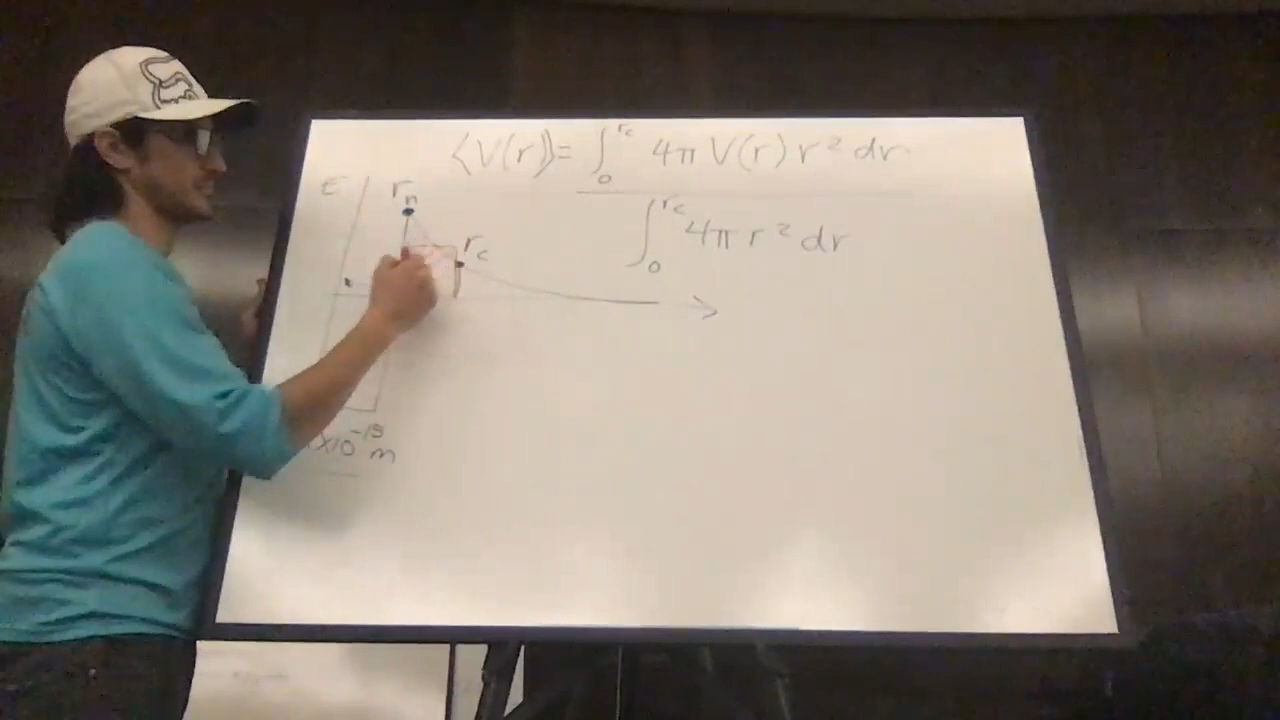 ⟨V(r)⟩= ∫₀^rc 4π V(r) r² dr
∫₀^rc 4π r² dr
E
rn
rc
x10^-15 m